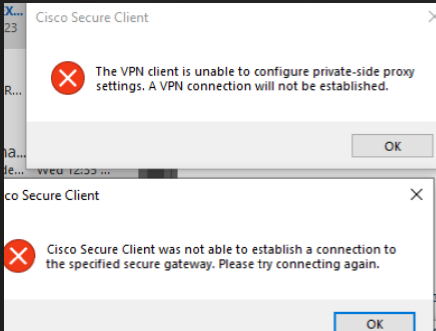 X...
Cisco Secure Client
23
The VPN client is unable to configure private-side proxy
settings. A VPN connection will not be established.
R...
OK
na...
de... Wed 12:35 ...
co Secure Client
Cisco Secure Client was not able to establish a connection to
the specified secure gateway. Please try connecting again.
OK